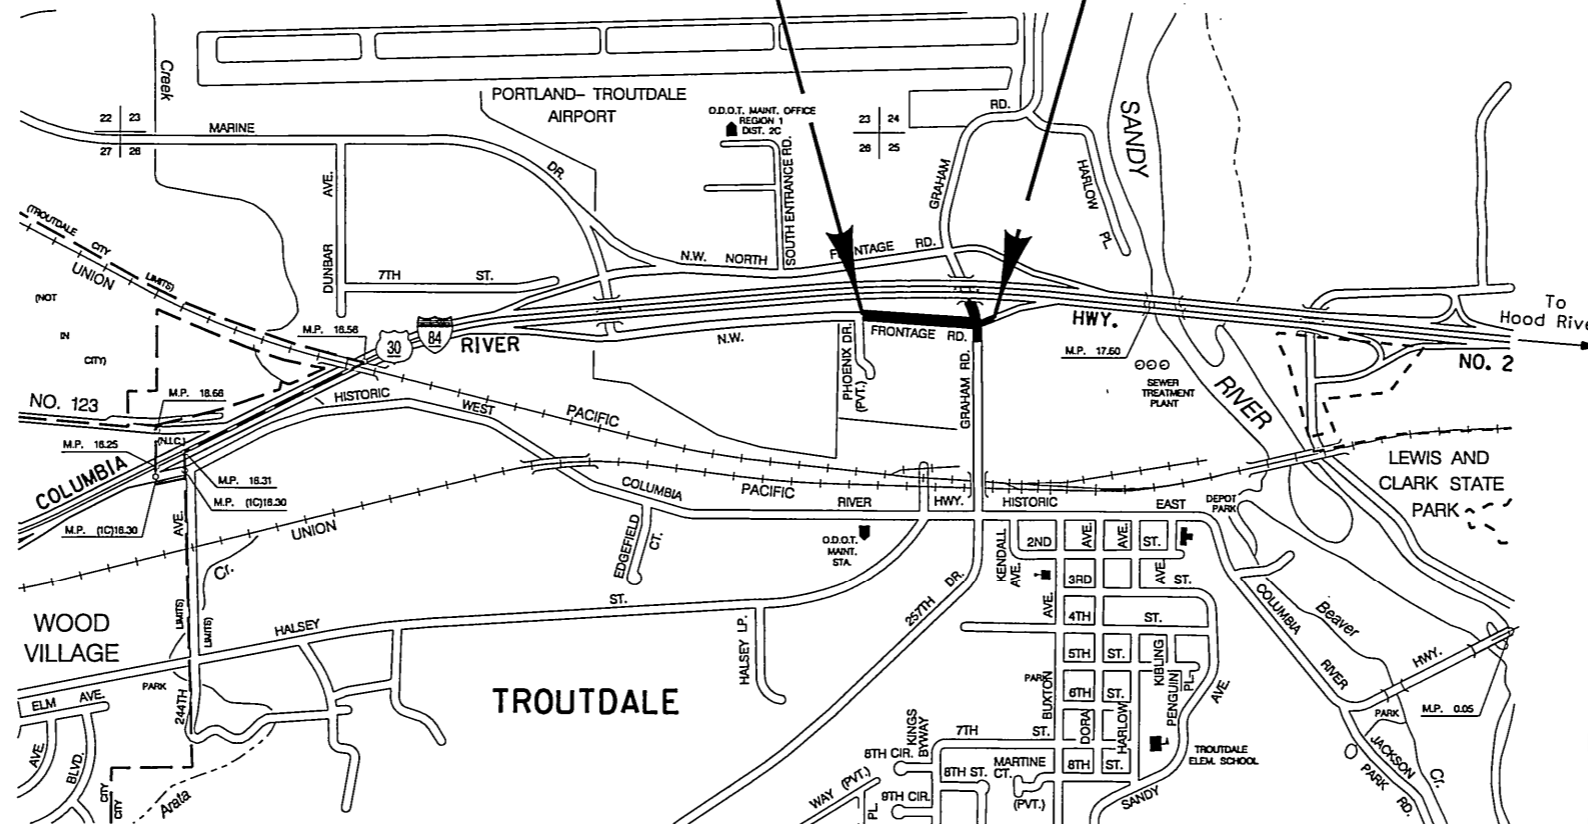 Creek
PORTLAND- TROUTDALE
AIRPORT
O.D.O.T. MAINT. OFFICE
REGION 1
DIST. 2C
22 23
27 26
MARINE
DR.
23 24
26 25
RD.
GRAHAM
HARLOW
PL.
SANDY
RIVER
DUNBAR
AVE.
SOUTH ENTRANCE RD.
(TROUTDALE CITY LIMITS)
UNION
(NOT
IN
CITY)
7TH ST.
N.W. NORTH FRONTAGE RD.
M.P. 16.56
30
84
RIVER
N.W.
FRONTAGE RD.
HWY.
M.P. 17.60
To
Hood Rive
NO. 2
PHOENIX DR.
(PVT.)
GRAHAM RD.
SEWER
TREATMENT
PLANT
NO. 123
M.P. 16.66
(N.I.C.)
M.P. 16.25
COLUMBIA
M.P. 16.31
M.P. (1C)16.30
M.P. (1C)16.30
HISTORIC
WEST
PACIFIC
COLUMBIA
PACIFIC
RIVER
HWY.
HISTORIC
EAST
DEPOT
PARK
LEWIS AND
CLARK STATE
PARK
UNION
AVE.
Cr.
EDGEFIELD
CT.
O.D.O.T.
MAINT.
STA.
KENDALL
AVE.
2ND
AVE.
AVE.
ST.
3RD
AVE.
ST.
4TH
ST.
5TH
ST.
6TH
ST.
7TH
ST.
8TH
ST.
AVE.
BUXTON
DORA
HARLOW
KIBLING
PENGUIN
PL.
AVE.
SANDY
PARK
257TH DR.
WOOD
VILLAGE
LIMITS)
LIMITS)
HALSEY
ST.
HALSEY LP.
PARK
244TH
ELM AVE.
AVE.
BLVD.
CITY
CITY
Arata
TROUTDALE
KINGS
BYWAY
8TH CIR.
8TH ST.
9TH CIR.
WAY (PVT.)
PL.
MARTINE
CT.
(PVT.)
TROUTDALE
ELEM. SCHOOL
COLUMBIA
RIVER
HWY.
Beaver
Cr.
M.P. 0.05
PARK
JACKSON
PARK RD.